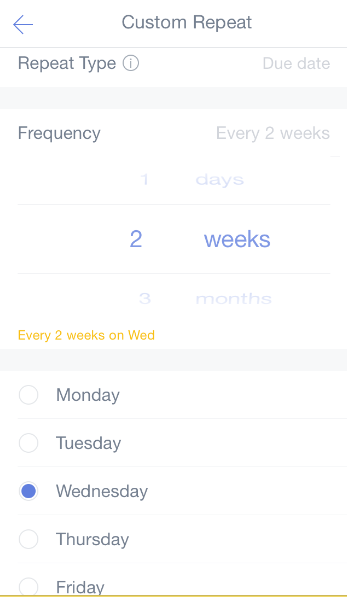 Custom Repeat
Repeat Type ⓘ Due date
Frequency Every 2 weeks
1 days
2 weeks
3 months
Every 2 weeks on Wed
Monday
Tuesday
Wednesday
Thursday
Friday